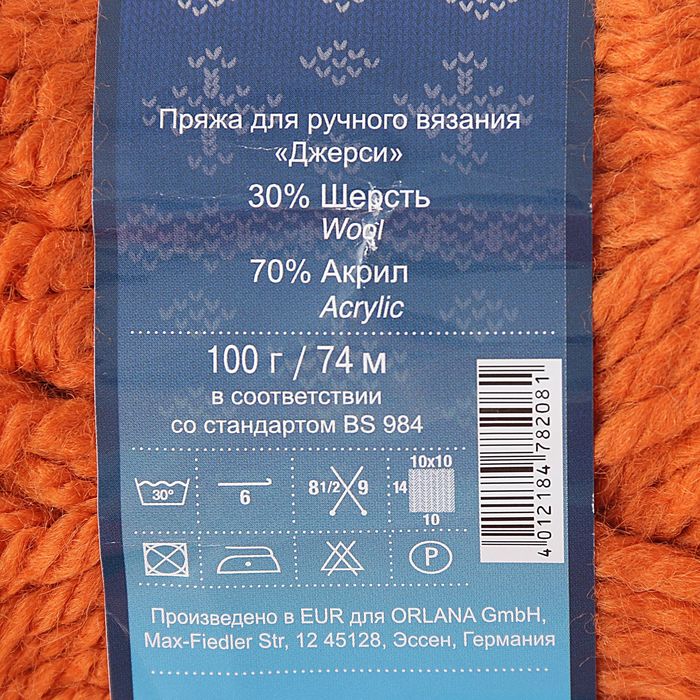 Пряжа для ручного вязания
«Джерси»
30% Шерсть
Wool
70% Акрил
Acrylic
100 г / 74 м
в соответствии
со стандартом BS 984
30°
6
8 1/2 9
10x10
14
10
P
4 012184 782081
Произведено в EUR для ORLANA GmbH,
Max-Fiedler Str, 12 45128, Эссен, Германия